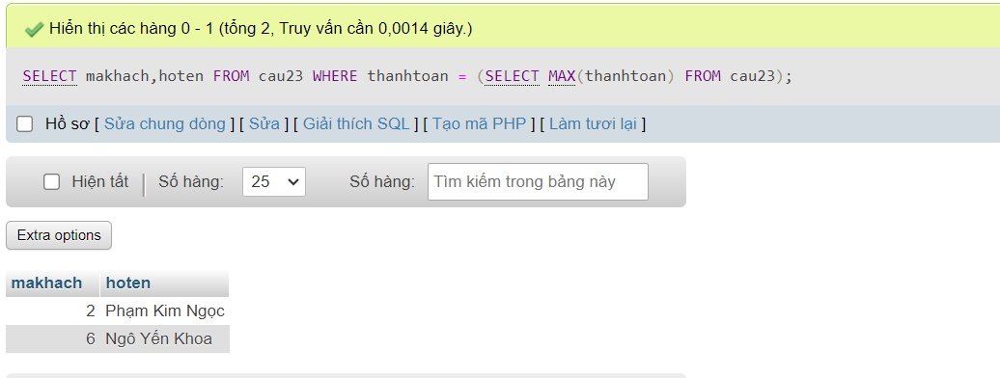 Hiển thị các hàng 0 - 1 (tổng 2, Truy vấn cần 0,0014 giây.)
SELECT makhach,hoten FROM cau23 WHERE thanhtoan = (SELECT MAX(thanhtoan) FROM cau23);
Hồ sơ [ Sửa chung dòng ] [ Sửa ] [ Giải thích SQL ] [ Tạo mã PHP ] [ Làm tươi lại ]
Hiện tất | Số hàng: 25 Số hàng: Tìm kiếm trong bảng này
Extra options
makhach hoten
2 Phạm Kim Ngọc
6 Ngô Yến Khoa